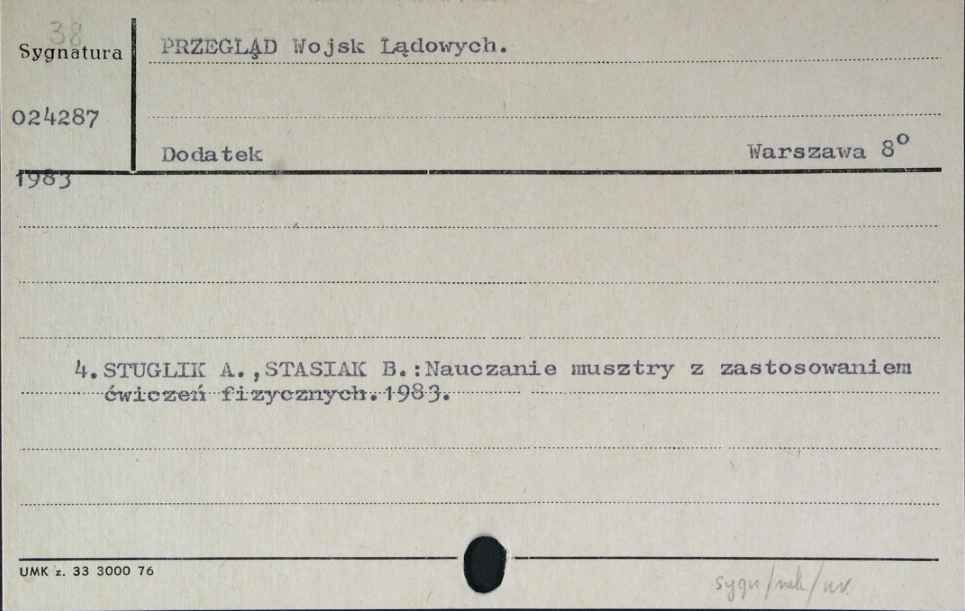 38
Sygnatura
PRZEGLĄD Wojsk Lądowych.
024287
Dodatek Warszawa 8°
1983
4. STUGLIK A., STASIAK B.: Nauczanie musztry z zastosowaniem
ćwiczeń fizycznych. 1983.
UMK z. 33 3000 76
sygn/